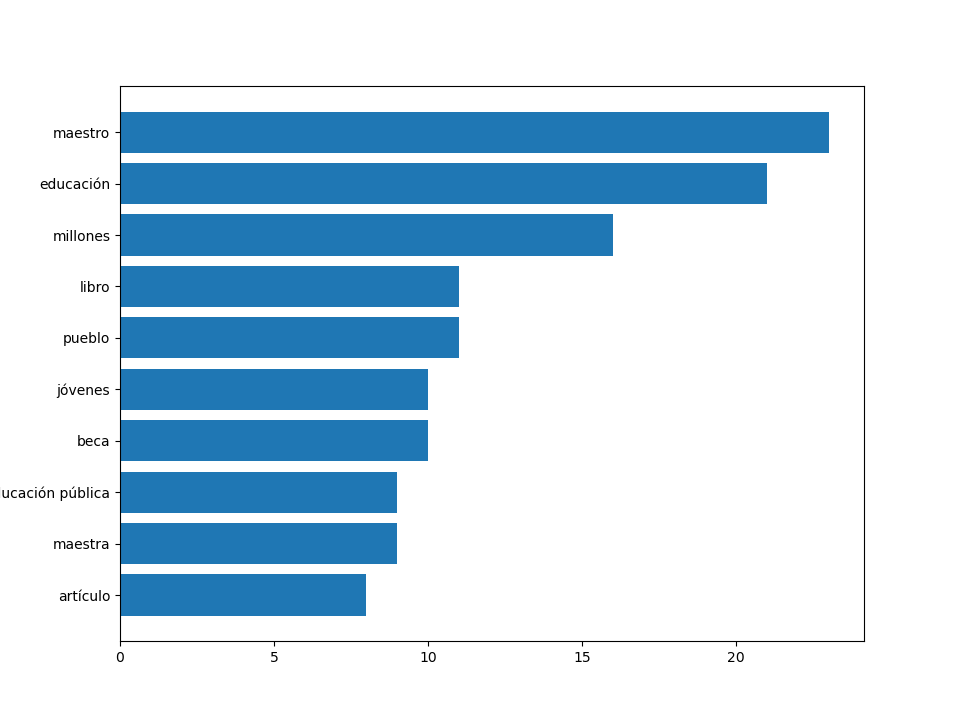 maestro
educación
millones
libro
pueblo
jóvenes
beca
ucación pública
maestra
artículo
0 5 10 15 20